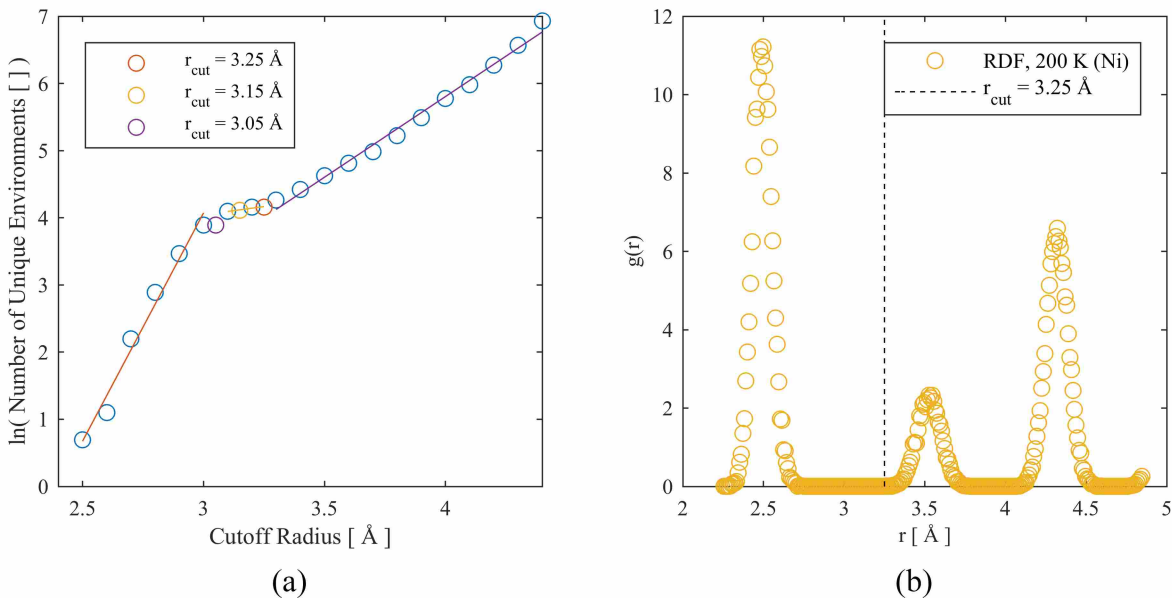 7
6
5
4
3
2
1
0
ln( Number of Unique Environments [ ] )
r_cut = 3.25 Å
r_cut = 3.15 Å
r_cut = 3.05 Å
2.5 3 3.5 4
Cutoff Radius [ Å ]
(a)
12
10
8
6
4
2
0
g(r)
RDF, 200 K (Ni)
r_cut = 3.25 Å
2 2.5 3 3.5 4 4.5 5
r [ Å ]
(b)